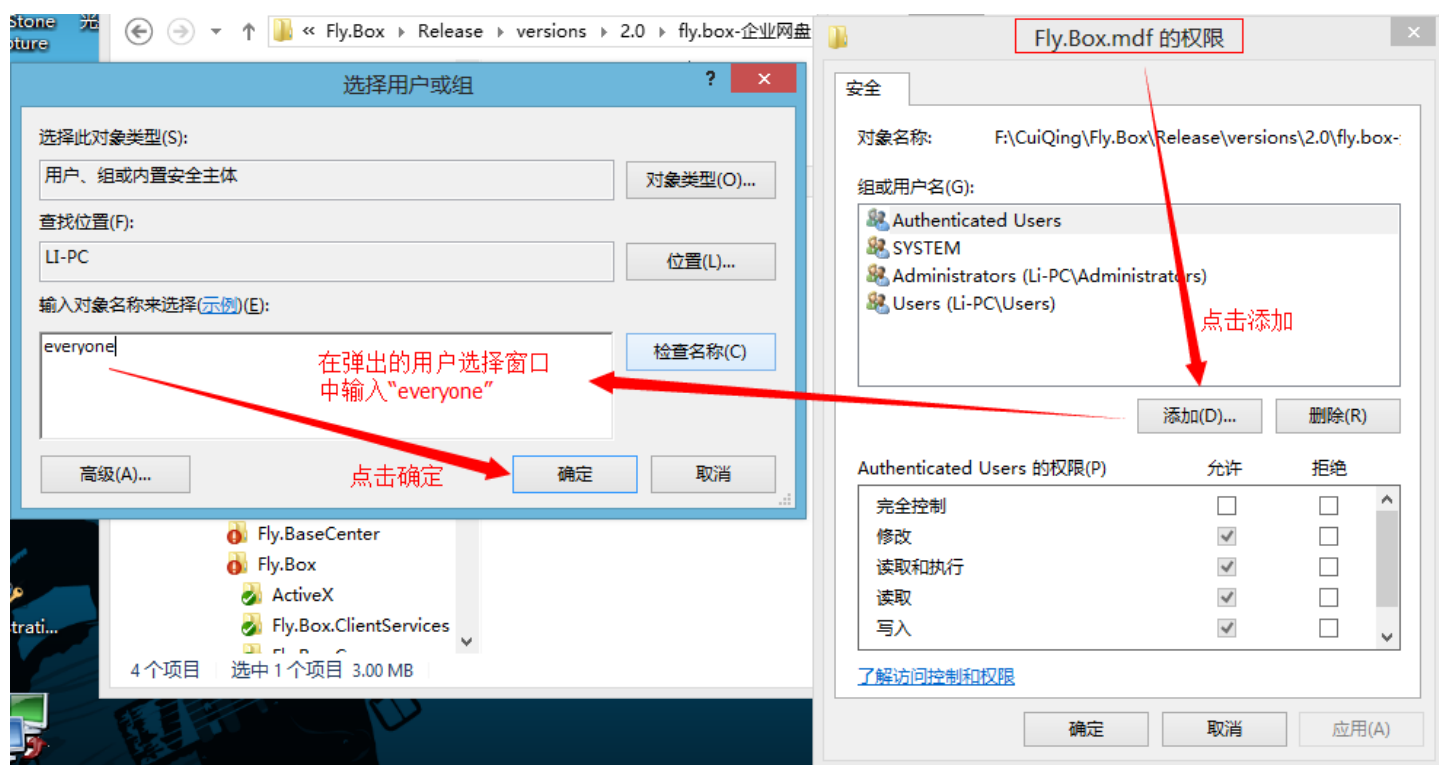 Stone 光
pture
« Fly.Box › Release › versions › 2.0 › fly.box-企业网盘
选择用户或组
? ×
选择此对象类型(S):
用户、组或内置安全主体
对象类型(O)...
查找位置(F):
LI-PC
位置(L)...
输入对象名称来选择(示例)(E):
everyone
检查名称(C)
在弹出的用户选择窗口
中输入“everyone”
高级(A)...
点击确定
确定
取消
Fly.BaseCenter
Fly.Box
ActiveX
Fly.Box.ClientServices
strati...
4 个项目 选中 1 个项目 3.00 MB
Fly.Box.mdf 的权限
×
安全
对象名称: F:\CuiQing\Fly.Box\Release\versions\2.0\fly.box-
组或用户名(G):
Authenticated Users
SYSTEM
Administrators (Li-PC\Administrators)
Users (Li-PC\Users)
点击添加
添加(D)...
删除(R)
Authenticated Users 的权限(P) 允许 拒绝
完全控制
修改
读取和执行
读取
写入
了解访问控制和权限
确定
取消
应用(A)